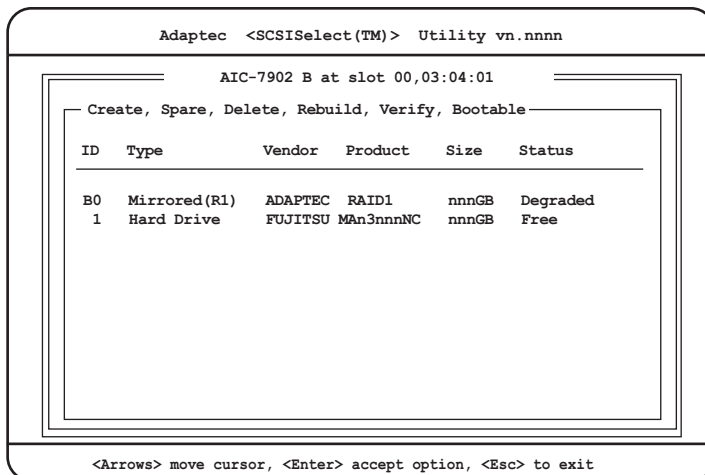 Adaptec <SCSISelect(TM)> Utility vn.nnnn
AIC-7902 B at slot 00,03:04:01
Create, Spare, Delete, Rebuild, Verify, Bootable
ID Type Vendor Product Size Status
B0 Mirrored(R1) ADAPTEC RAID1 nnnGB Degraded
1 Hard Drive FUJITSU MAn3nnnNC nnnGB Free
<Arrows> move cursor, <Enter> accept option, <Esc> to exit